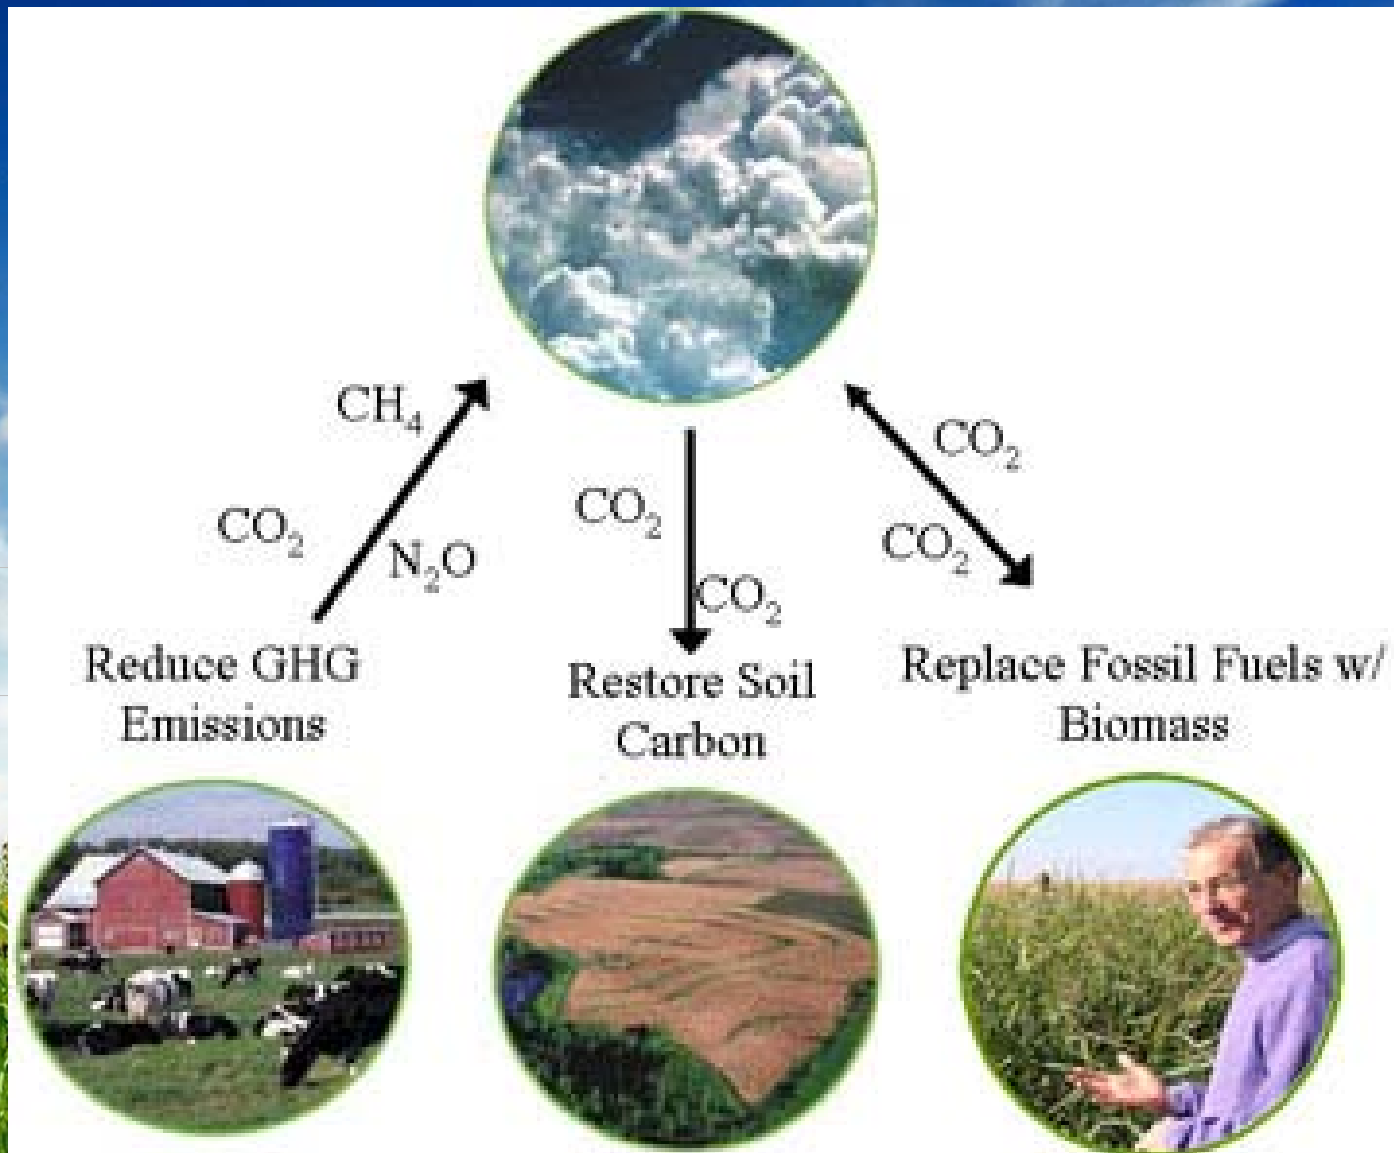 CH₄
CO₂
N₂O
CO₂
CO₂
CO₂
CO₂
Reduce GHG
Emissions
Restore Soil
Carbon
Replace Fossil Fuels w/
Biomass